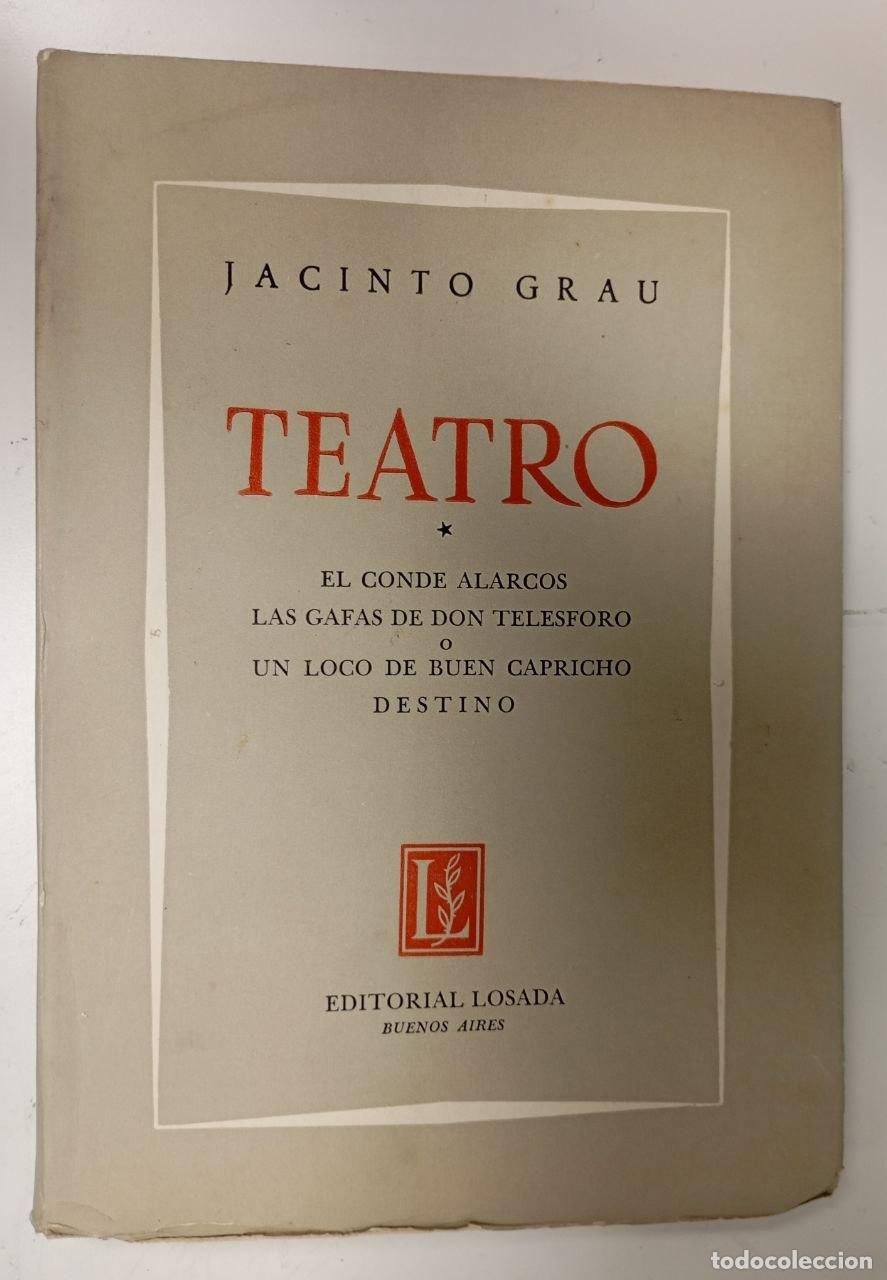 JACINTO GRAU
TEATRO
EL CONDE ALARCOS
LAS GAFAS DE DON TELESFORO
O
UN LOCO DE BUEN CAPRICHO
DESTINO
L
EDITORIAL LOSADA
BUENOS AIRES
todocoleccion